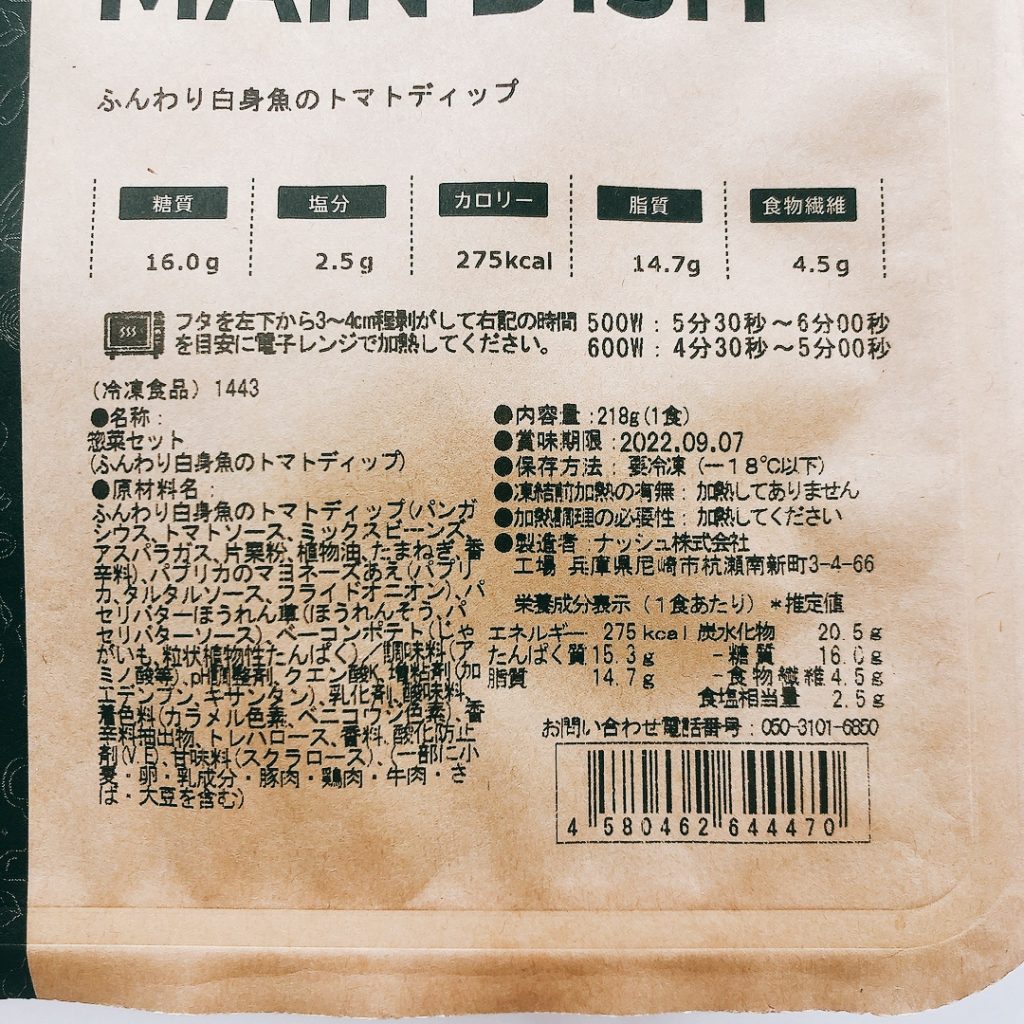 MAIN DISH
ふんわり白身魚のトマトディップ
糖質 塩分 カロリー 脂質 食物繊維
16.0g 2.5g 275kcal 14.7g 4.5g
フタを左下から3〜4cm程剥がして右記の時間 500W：5分30秒〜6分00秒
を目安に電子レンジで加熱してください。 600W：4分30秒〜5分00秒
(冷凍食品) 1443
●名称：
惣菜セット
(ふんわり白身魚のトマトディップ)
●原材料名：
ふんわり白身魚のトマトディップ(パンガ
シウス、トマトソース、ミックスビーンズ、
アスパラガス、片栗粉、植物油、たまねぎ、香
辛料)、パプリカのマヨネーズあえ(パプリ
カ、タルタルソース、フライドオニオン)、パ
セリバターほうれん草(ほうれんそう、パ
セリバターソース)、ベーコンポテト(じゃ
がいも、粒状植物性たんぱく)／調味料(ア
ミノ酸等)、pH調整剤、クエン酸K、増粘剤(加
工デンプン、キサンタン)、乳化剤、酸味料、
着色料(カラメル色素、ベニコウジ色素)、香
辛料抽出物、トレハロース、香料、酸化防止
剤(V.E)、甘味料(スクラロース)、(一部に小
麦・卵・乳成分・豚肉・鶏肉・牛肉・さ
ば・大豆を含む)
●内容量：218g(1食)
●賞味期限：2022.09.07
●保存方法：要冷凍 (−18℃以下)
●凍結前加熱の有無：加熱してありません
●加熱調理の必要性：加熱してください
●製造者：ナッシュ株式会社
工場 兵庫県尼崎市杭瀬南新町3-4-66
栄養成分表示（1食あたり）＊推定値
エネルギー 275kcal 炭水化物 20.5g
たんぱく質 15.3g −糖質 16.0g
脂質 14.7g −食物繊維 4.5g
食塩相当量 2.5g
お問い合わせ電話番号：050-3101-6850
4 580462 644470